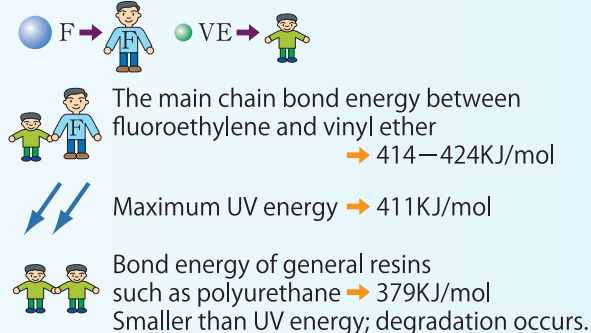 F → F VE →
F
The main chain bond energy between
fluoroethylene and vinyl ether
→ 414－424KJ/mol
Maximum UV energy → 411KJ/mol
Bond energy of general resins
such as polyurethane → 379KJ/mol
Smaller than UV energy; degradation occurs.